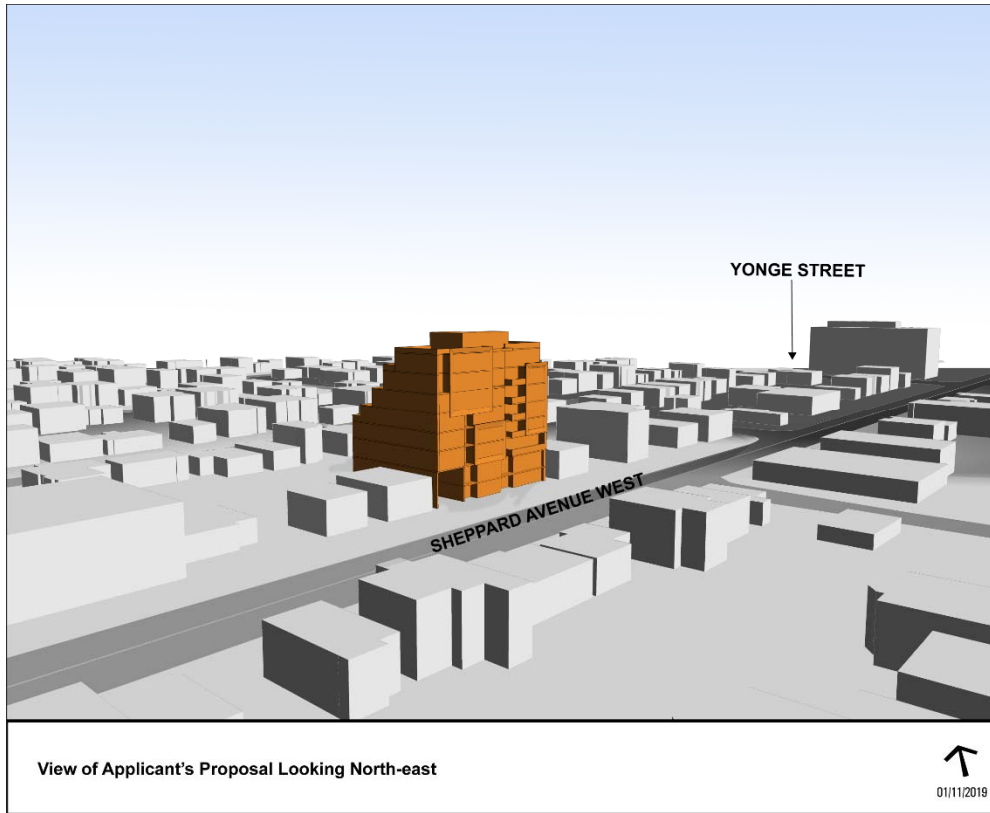 YONGE STREET
SHEPPARD AVENUE WEST
View of Applicant's Proposal Looking North-east
01/11/2019